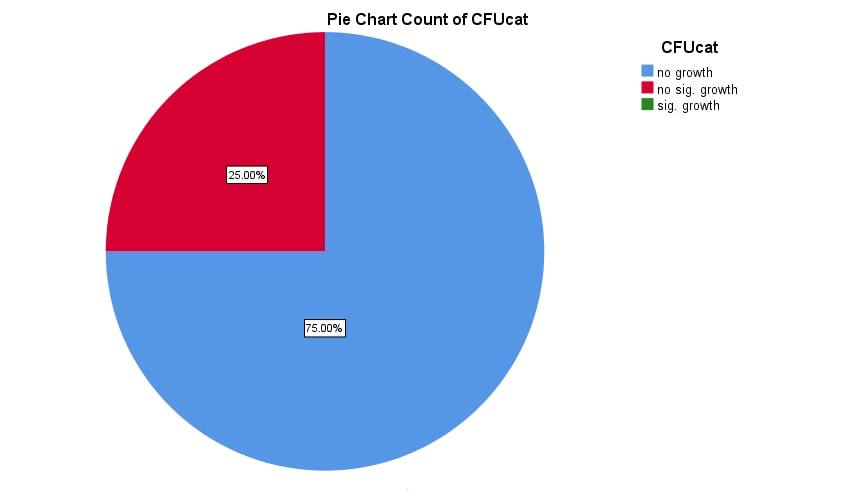 Pie Chart Count of CFUcat
CFUcat
no growth
no sig. growth
sig. growth
25.00%
75.00%